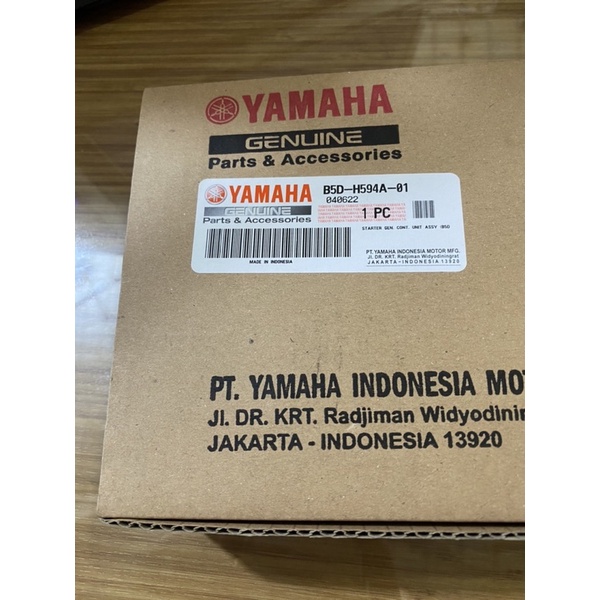 YAMAHA
GENUINE
Parts & Accessories
YAMAHA
GENUINE
Parts & Accessories
MADE IN INDONESIA
B5D-H594A-01
040622
1 PC
STARTER GEN. CONT. UNIT ASSY (B5D)
PT. YAMAHA INDONESIA MOTOR MFG.
Jl. DR. KRT. Radjiman Widyodiningrat
JAKARTA - INDONESIA 13920
PT. YAMAHA INDONESIA MO
Jl. DR. KRT. Radjiman Widyodinin
JAKARTA - INDONESIA 13920